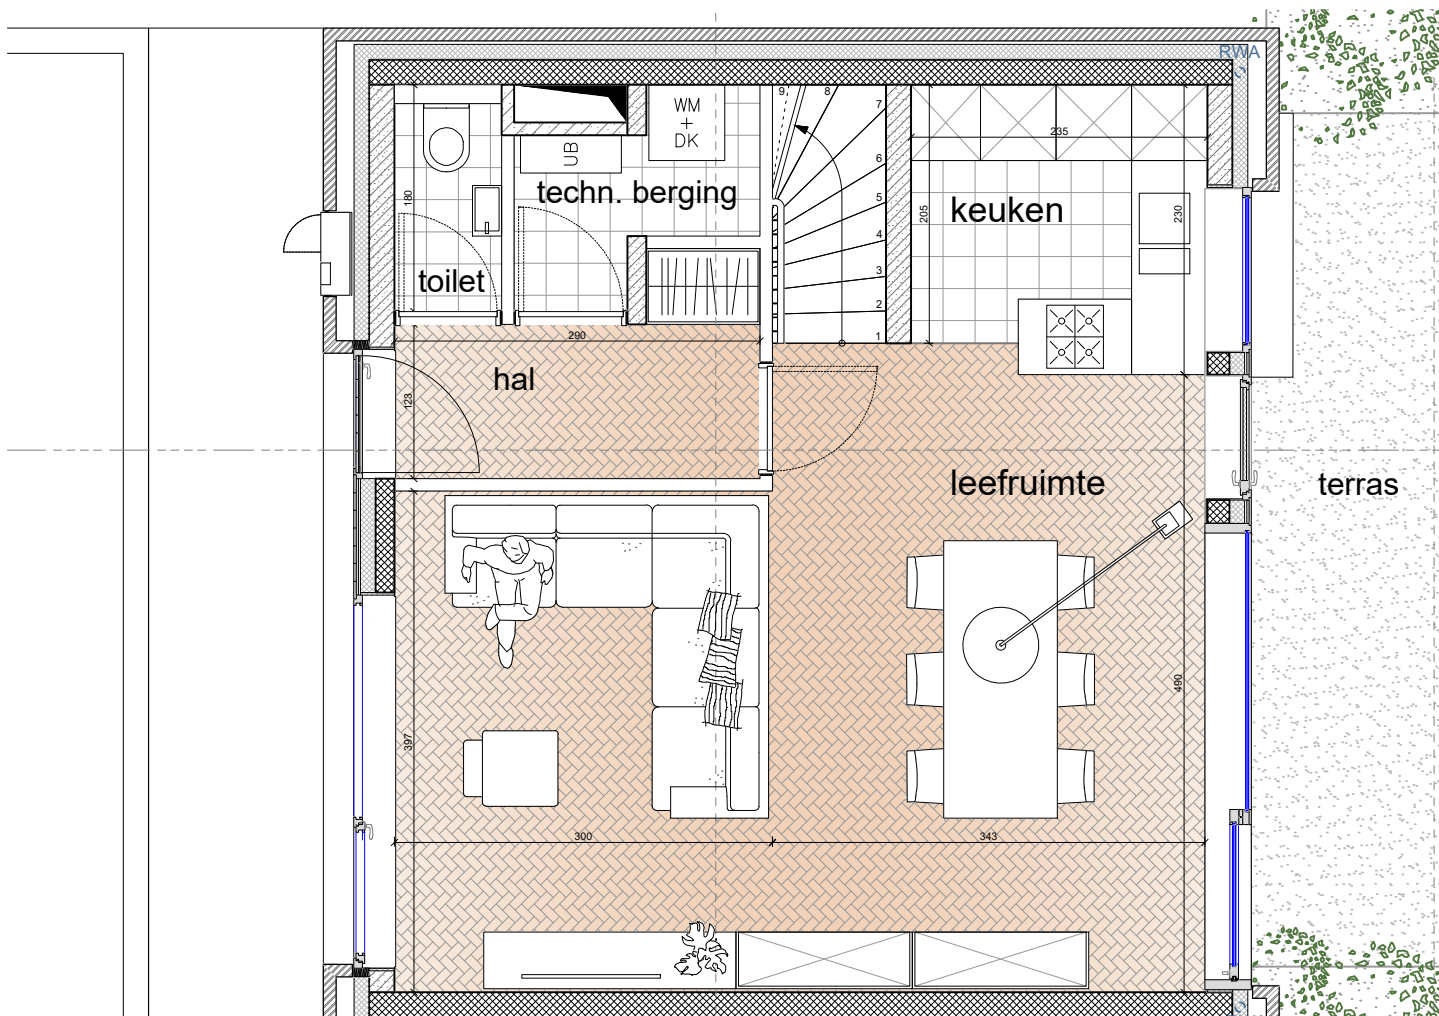 RWA
9
8
7
6
5
4
3
2
1
WM
+
DK
UB
techn. berging
toilet
180
keuken
235
205
230
290
hal
123
leefruimte
terras
490
397
300
343